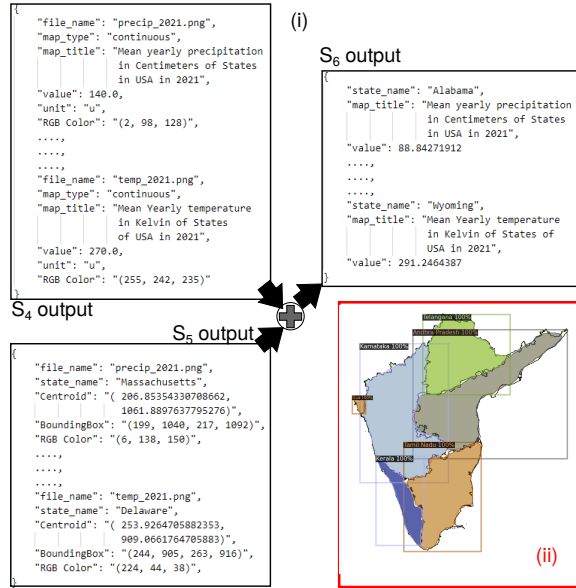 {
"file_name": "precip_2021.png",
"map_type": "continuous",
"map_title": "Mean yearly precipitation
in Centimeters of States
in USA in 2021",
"value": 140.0,
"unit": "u",
"RGB Color": "(2, 98, 128)",
....,
....,
....,
"file_name": "temp_2021.png",
"map_type": "continuous",
"map_title": "Mean Yearly temperature
in Kelvin of States
of USA in 2021",
"value": 270.0,
"unit": "u",
"RGB Color": "(255, 242, 235)"
}
S4 output
(i)
S6 output
{
"state_name": "Alabama",
"map_title": "Mean yearly precipitation
in Centimeters of States
in USA in 2021",
"value": 88.84271912
....,
....,
"state_name": "Wyoming",
"map_title": "Mean Yearly temperature
in Kelvin of States of
USA in 2021",
"value": 291.2464387
}
S5 output
{
"file_name": "precip_2021.png",
"state_name": "Massachusetts",
"Centroid": "( 206.85354330708662,
1061.8897637795276)",
"BoundingBox": "(199, 1040, 217, 1092)",
"RGB Color": "(6, 138, 150)",
....,
....,
"file_name": "temp_2021.png",
"state_name": "Delaware",
"Centroid": "( 253.9264705882353,
909.0661764705883)",
"BoundingBox": "(244, 905, 263, 916)",
"RGB Color": "(224, 44, 38)",
}
Telangana 100%
Andhra Pradesh 100%
Karnataka 100%
Tamil Nadu 100%
Kerala 100%
(ii)